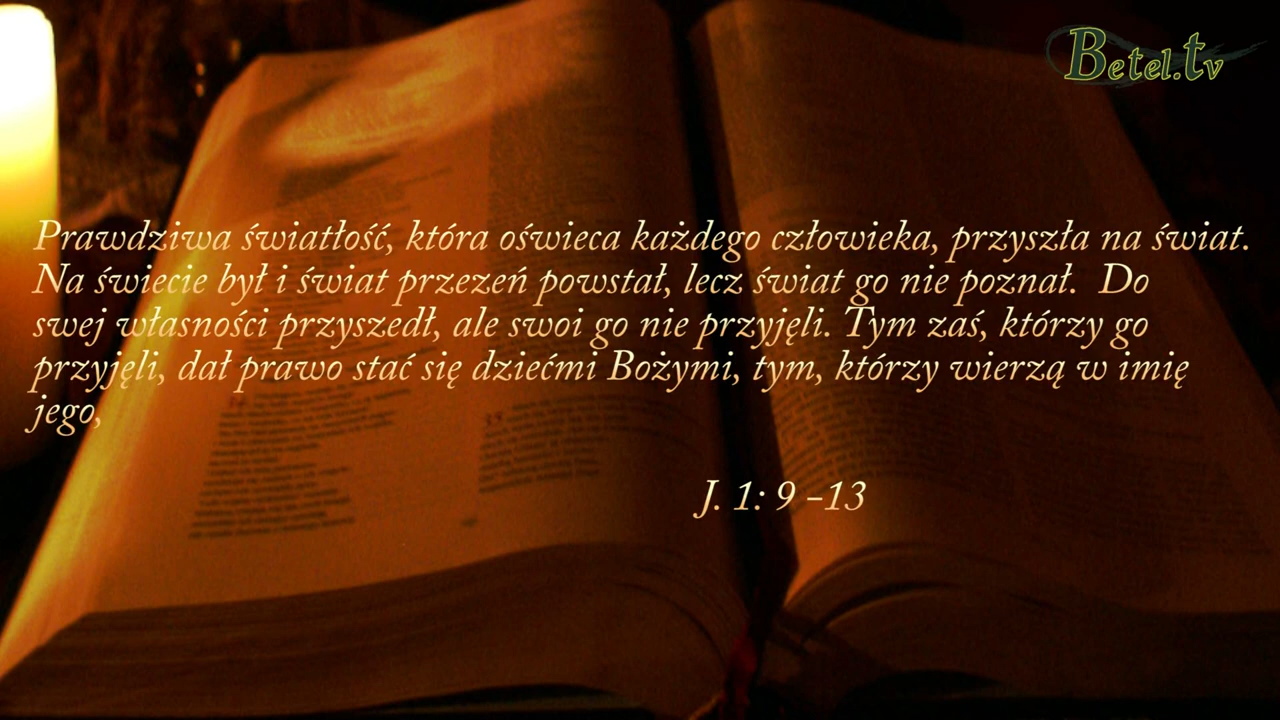 Betel.tv
Prawdziwa światłość, która oświeca każdego człowieka, przyszła na świat.
Na świecie był i świat przezeń powstał, lecz świat go nie poznał. Do
swej własności przyszedł, ale swoi go nie przyjęli. Tym zaś, którzy go
przyjęli, dał prawo stać się dziećmi Bożymi, tym, którzy wierzą w imię
jego,
J. 1: 9 –13